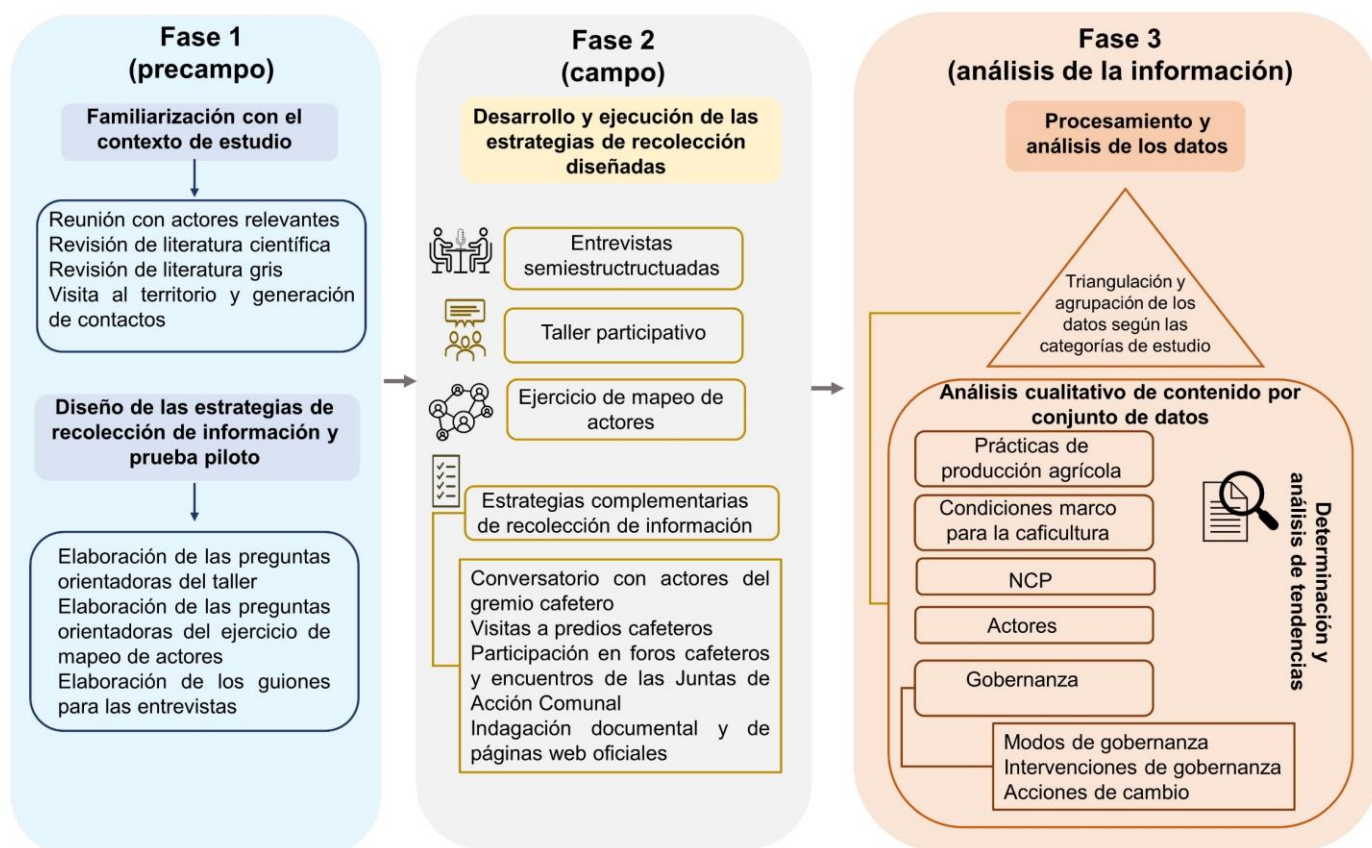 Fase 1
(precampo)
Familiarización con el
contexto de estudio
Reunión con actores relevantes
Revisión de literatura científica
Revisión de literatura gris
Visita al territorio y generación
de contactos
Diseño de las estrategias de
recolección de información y
prueba piloto
Elaboración de las preguntas
orientadoras del taller
Elaboración de las preguntas
orientadoras del ejercicio de
mapeo de actores
Elaboración de los guiones
para las entrevistas
Fase 2
(campo)
Desarrollo y ejecución de las
estrategias de recolección
diseñadas
Entrevistas
semiestructructuadas
Taller participativo
Ejercicio de mapeo de
actores
Estrategias complementarias
de recolección de información
Conversatorio con actores del
gremio cafetero
Visitas a predios cafeteros
Participación en foros cafeteros
y encuentros de las Juntas de
Acción Comunal
Indagación documental y de
páginas web oficiales
Fase 3
(análisis de la información)
Procesamiento y
análisis de los datos
Triangulación y
agrupación de los
datos según las
categorías de estudio
Análisis cualitativo de contenido por
conjunto de datos
Prácticas de
producción agrícola
Condiciones marco
para la caficultura
NCP
Actores
Gobernanza
Modos de gobernanza
Intervenciones de gobernanza
Acciones de cambio
Determinación y
análisis de tendencias